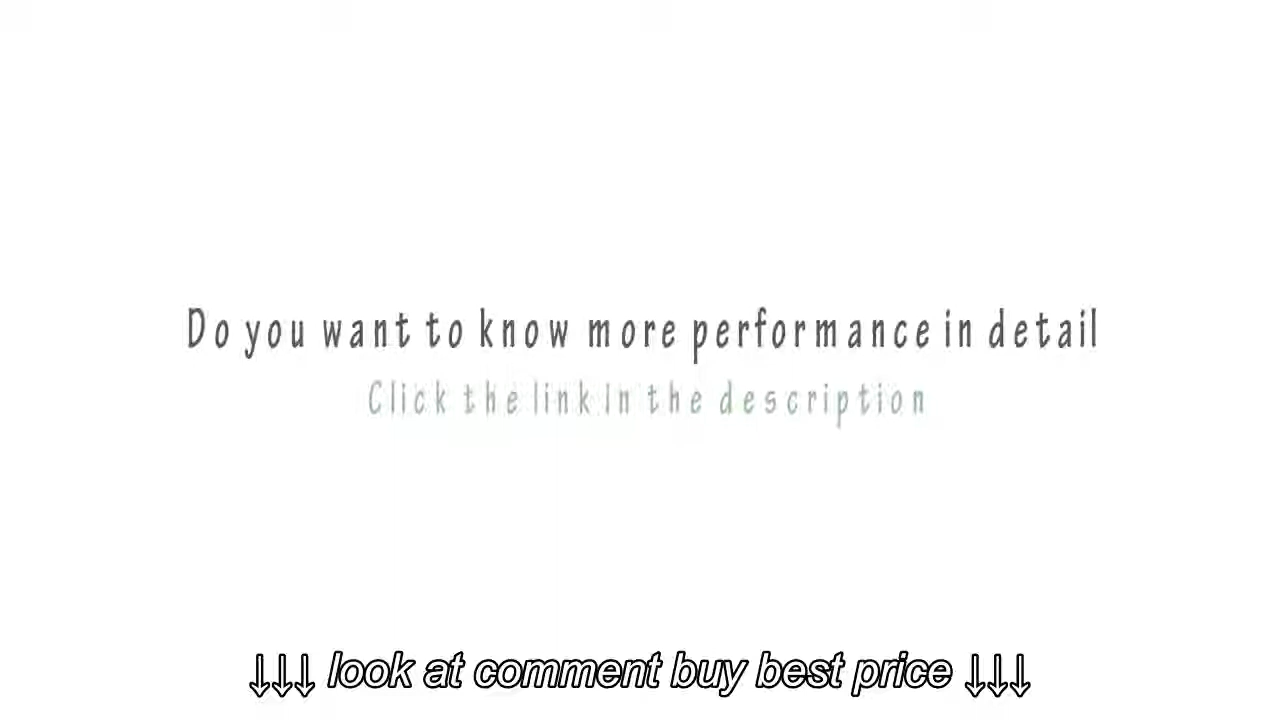 Do you want to know more performance in detail
Click the link in the description
↓↓↓ look at comment buy best price ↓↓↓